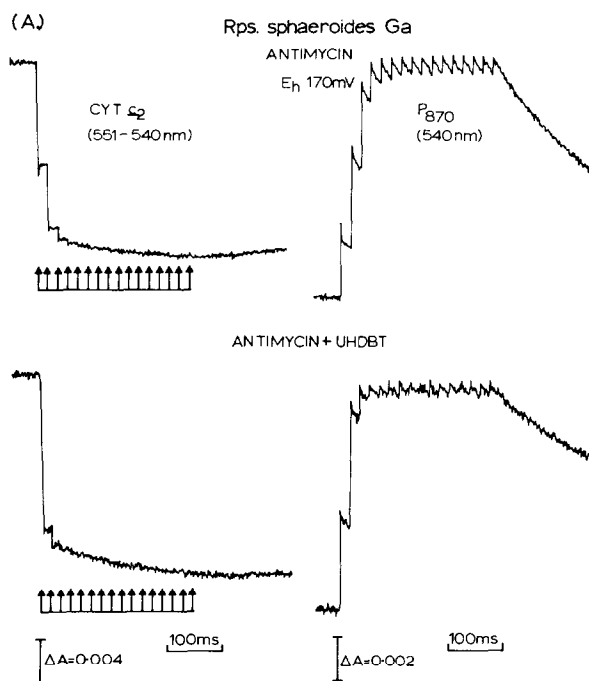 (A.)
Rps. sphaeroides Ga
ANTIMYCIN
Eh 170mV
CYT c2
(551-540nm)
P870
(540nm)
ANTIMYCIN + UHDBT
100ms
100ms
ΔA=0·004
ΔA=0·002